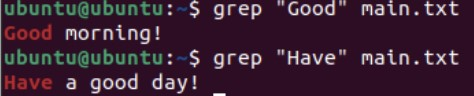 ubuntu@ubuntu:~$ grep "Good" main.txt
Good morning!
ubuntu@ubuntu:~$ grep "Have" main.txt
Have a good day!